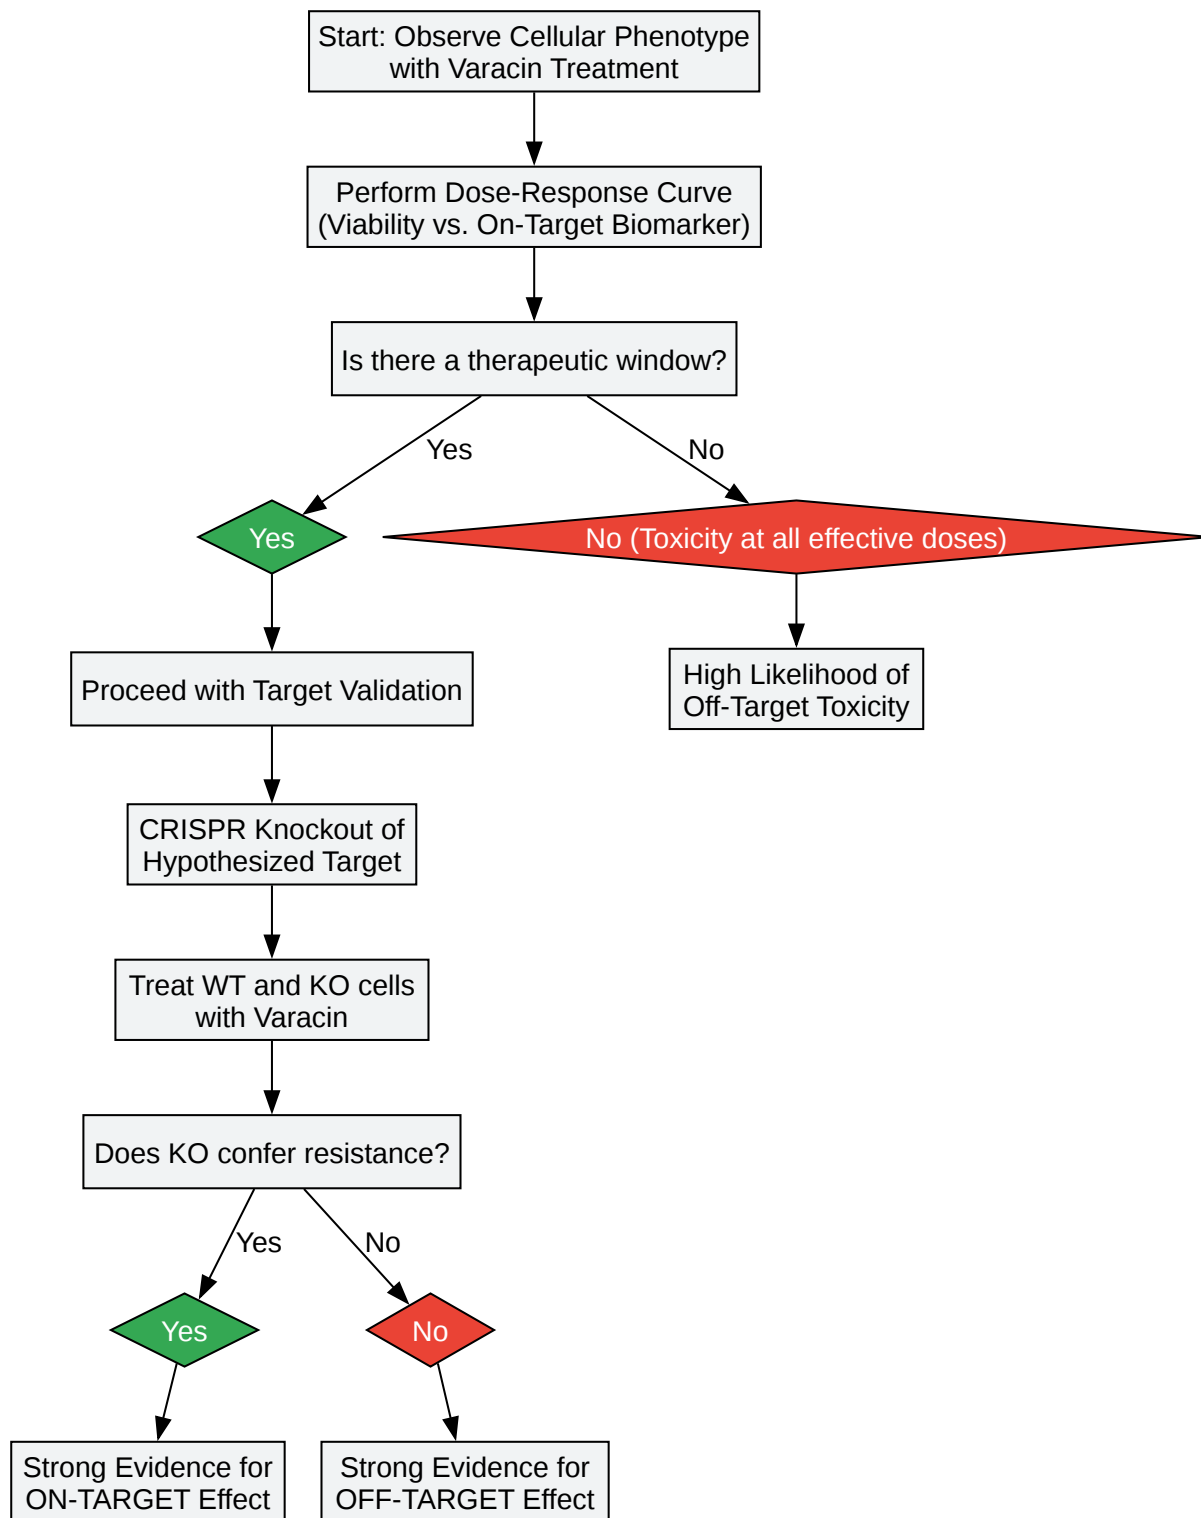 Start: Observe Cellular Phenotype
with Varacin Treatment
Perform Dose-Response Curve
(Viability vs. On-Target Biomarker)
Is there a therapeutic window?
Yes
No
Yes
No (Toxicity at all effective doses)
Proceed with Target Validation
High Likelihood of
Off-Target Toxicity
CRISPR Knockout of
Hypothesized Target
Treat WT and KO cells
with Varacin
Does KO confer resistance?
Yes
No
Yes
No
Strong Evidence for
ON-TARGET Effect
Strong Evidence for
OFF-TARGET Effect